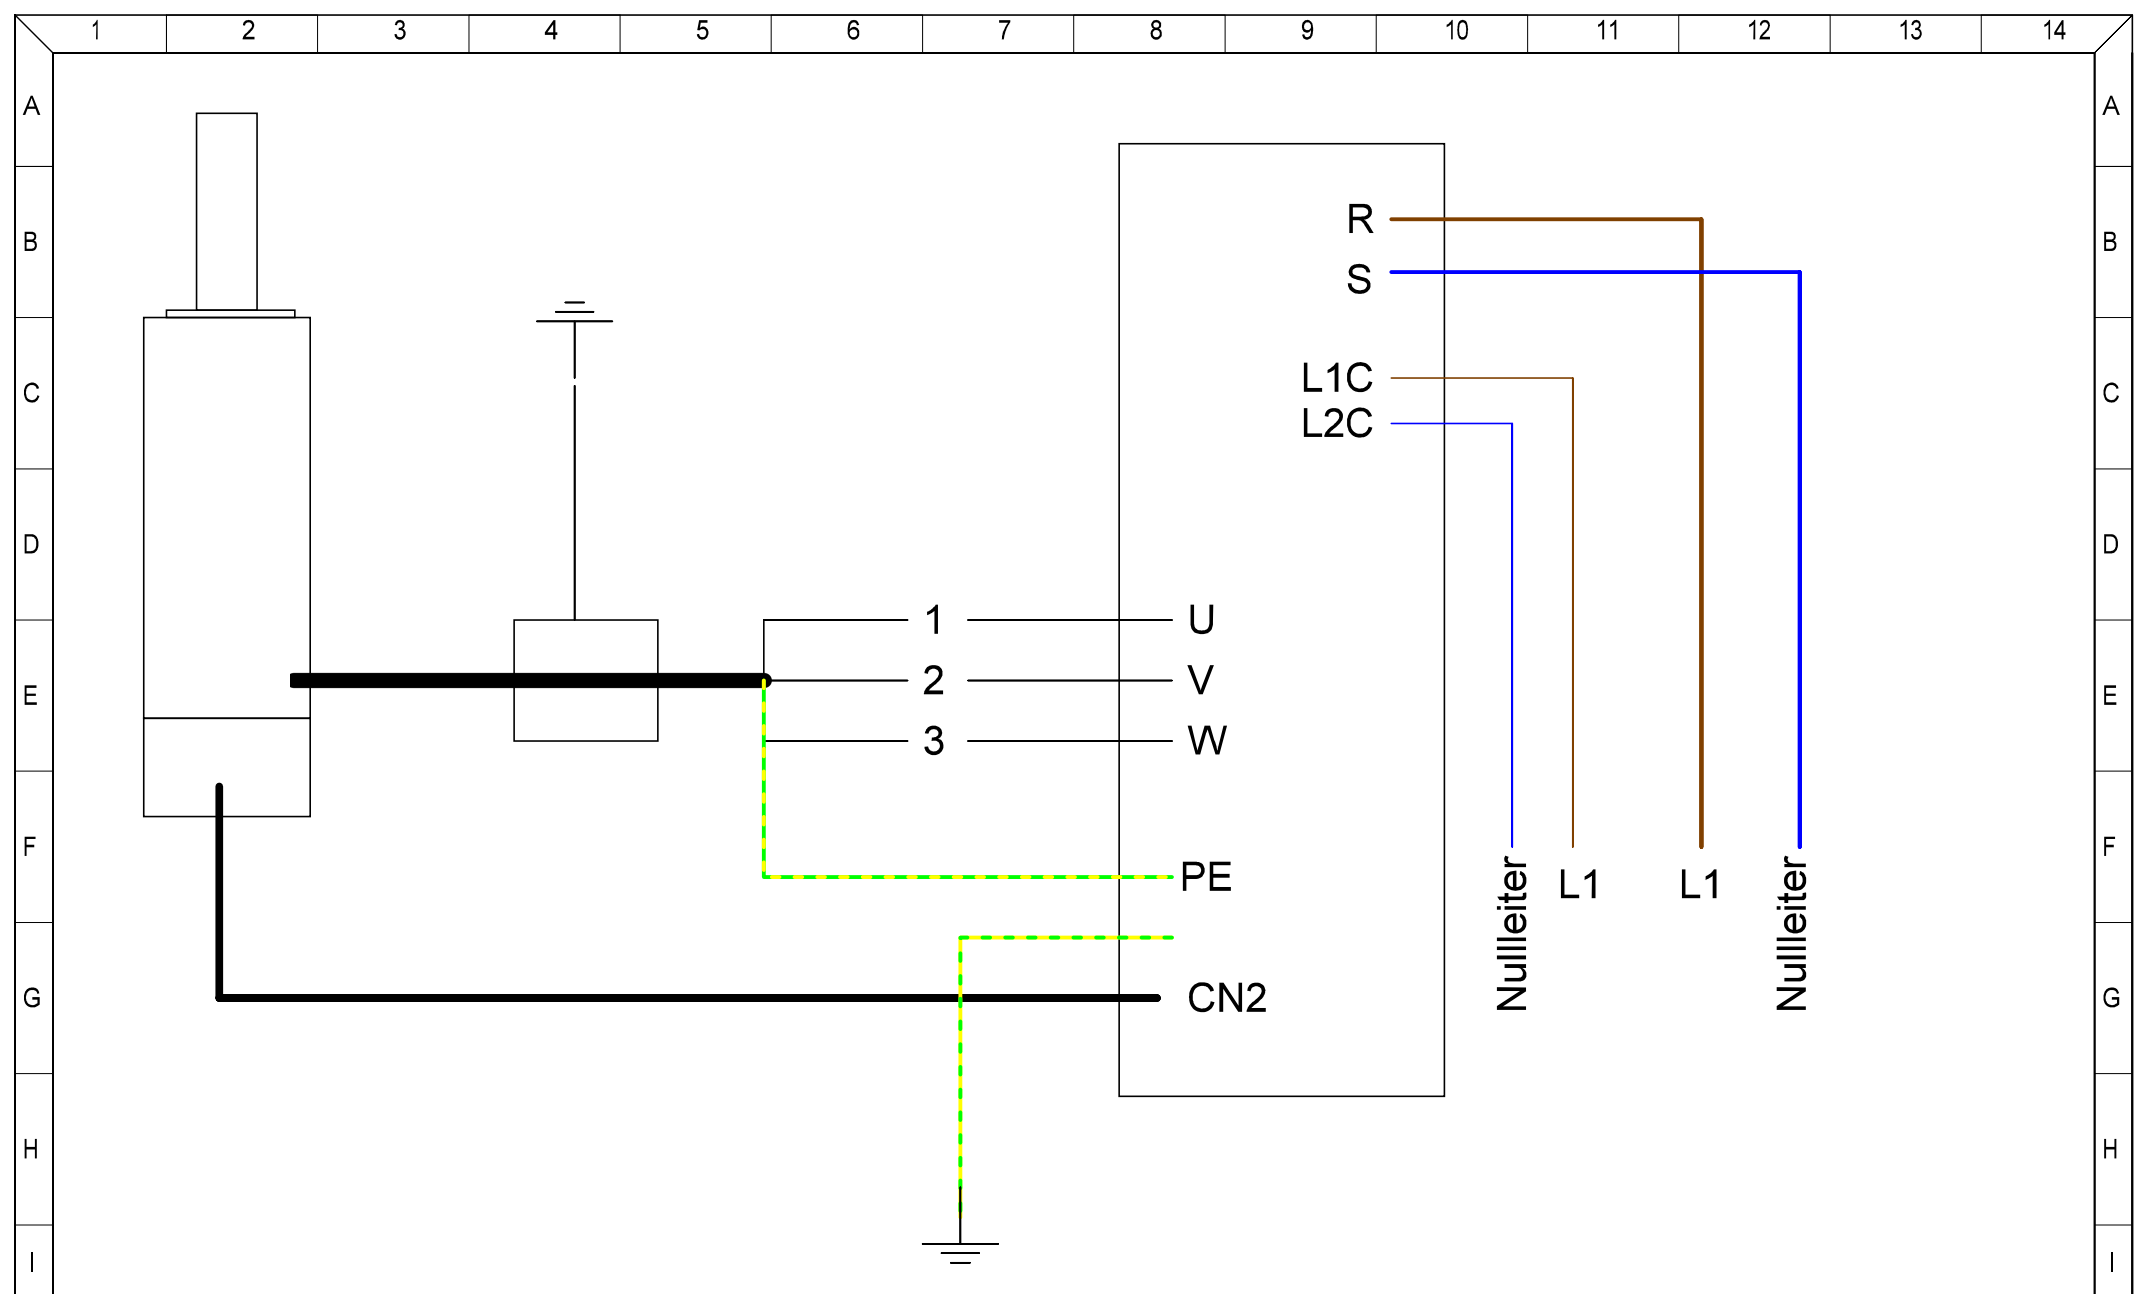 1 2 3 4 5 6 7 8 9 10 11 12 13 14
A A
B B
C C
D D
E E
F F
G G
H H
I I
R
S
L1C
L2C
1 U
2 V
3 W
PE
CN2
Nullleiter
L1
L1
Nullleiter